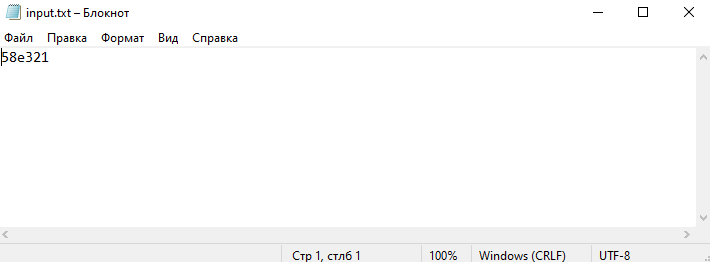 input.txt – Блокнот
Файл Правка Формат Вид Справка
58e321
Стр 1, стлб 1 100% Windows (CRLF) UTF-8